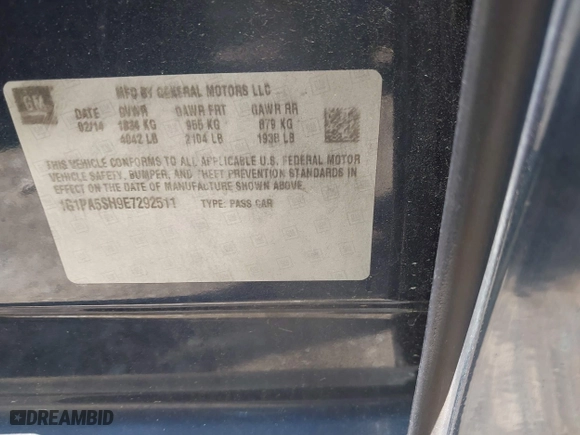 GM
MFG BY GENERAL MOTORS LLC
DATE GVWR GAWR FRT GAWR RR
02/14 1834 KG 955 KG 879 KG
4042 LB 2104 LB 1938 LB
THIS VEHICLE CONFORMS TO ALL APPLICABLE U.S. FEDERAL MOTOR
VEHICLE SAFETY, BUMPER, AND THEFT PREVENTION STANDARDS IN
EFFECT ON THE DATE OF MANUFACTURE SHOWN ABOVE.
1G1PA5SH9E7292511 TYPE: PASS CAR
DREAMBID